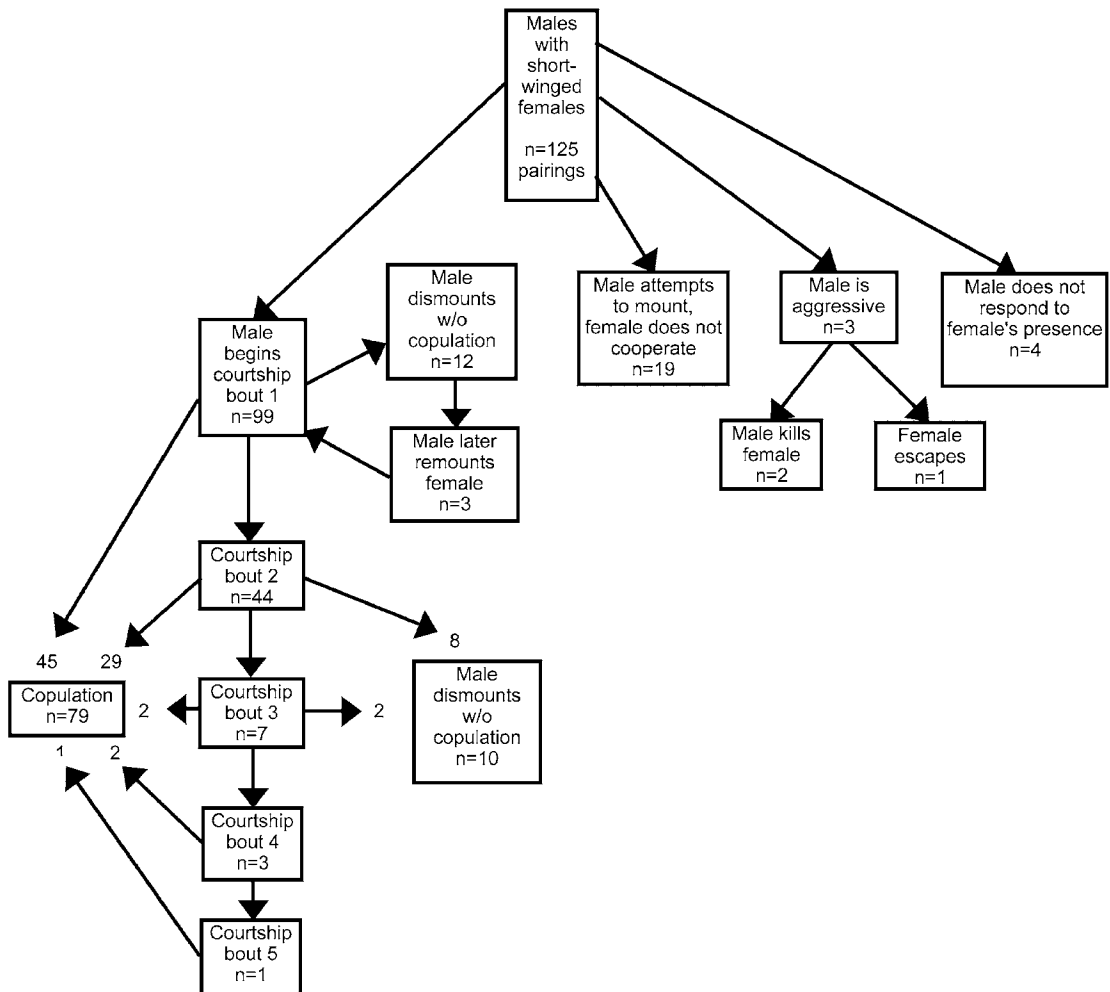 Males
with
short-
winged
females
n=125
pairings
Male
begins
courtship
bout 1
n=99
Male
dismounts
w/o
copulation
n=12
Male later
remounts
female
n=3
Male attempts
to mount,
female does not
cooperate
n=19
Male is
aggressive
n=3
Male does not
respond to
female's presence
n=4
Male kills
female
n=2
Female
escapes
n=1
Courtship
bout 2
n=44
45
29
8
Copulation
n=79
2
Courtship
bout 3
n=7
2
Male
dismounts
w/o
copulation
n=10
1
2
Courtship
bout 4
n=3
Courtship
bout 5
n=1